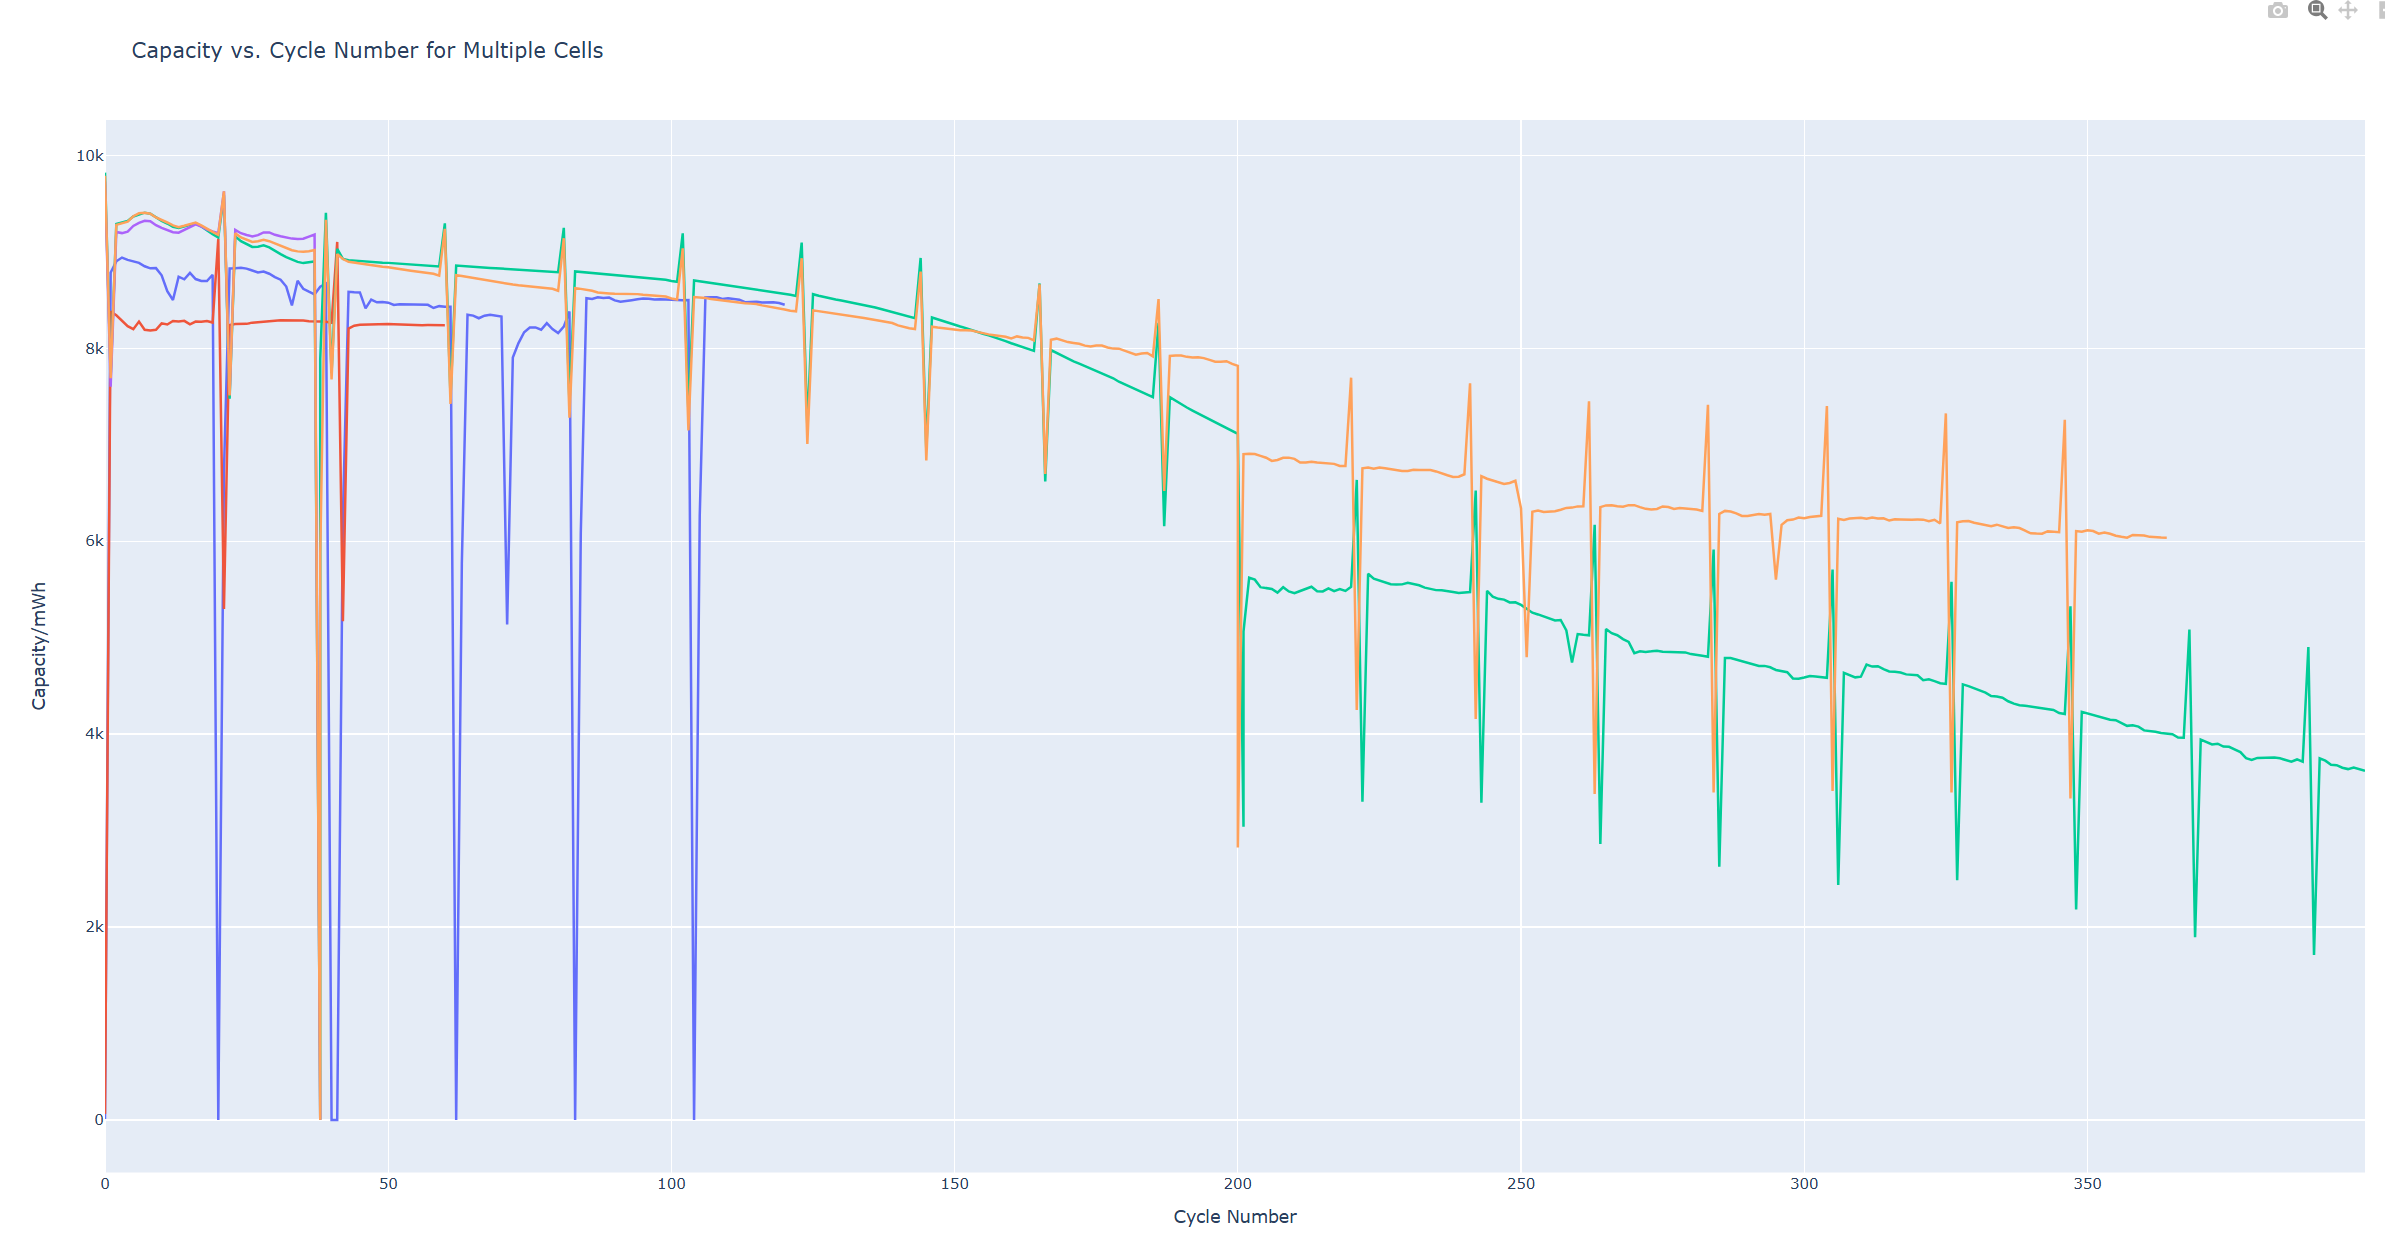 Capacity vs. Cycle Number for Multiple Cells
10k
8k
6k
4k
2k
0
Capacity/mWh
0 50 100 150 200 250 300 350
Cycle Number